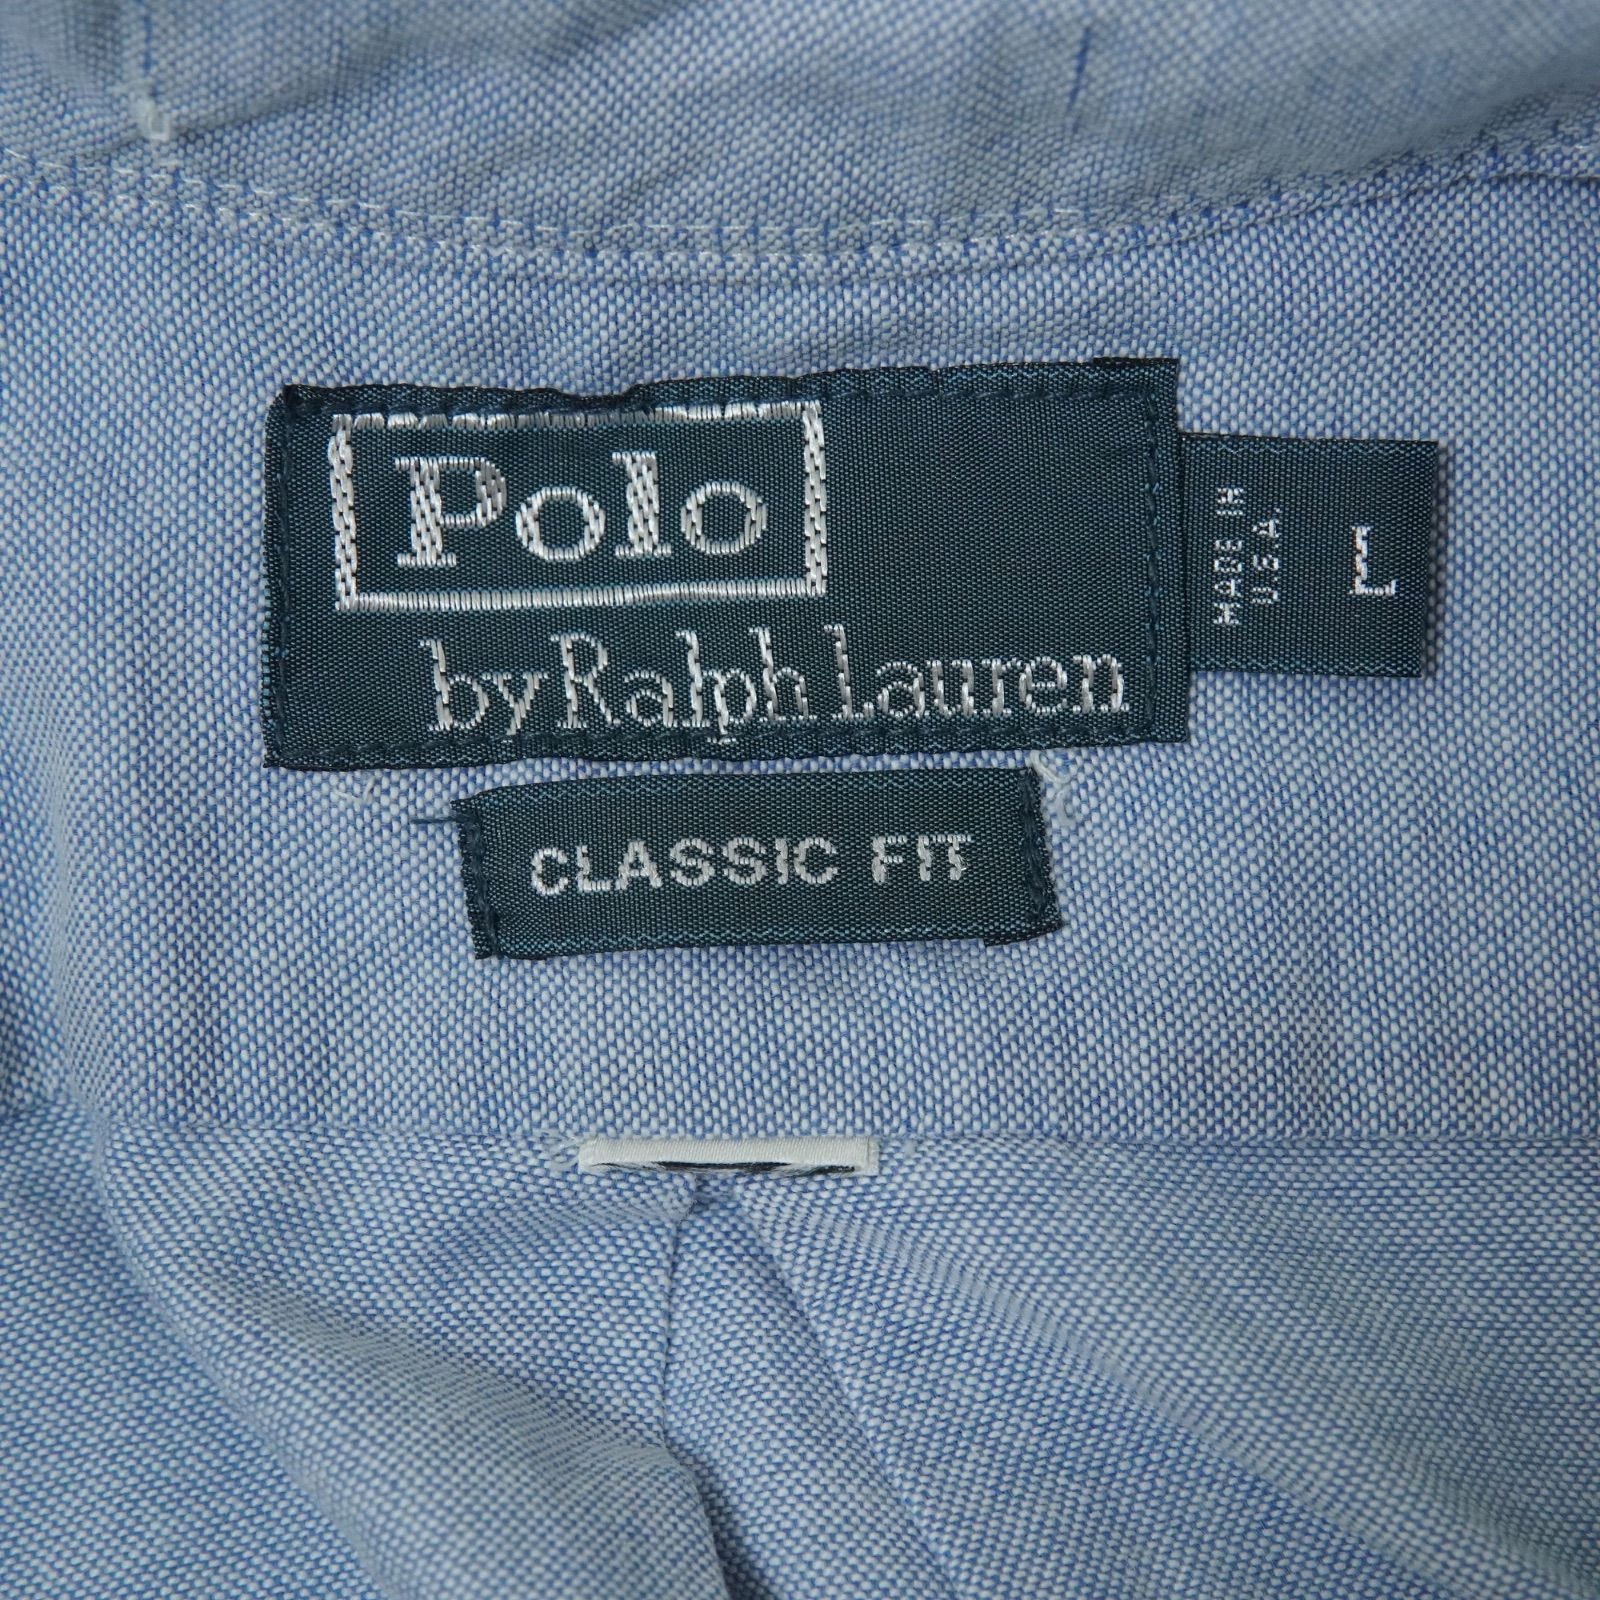 Polo
by Ralph Lauren
MADE IN
U.S.A.
L
CLASSIC FIT